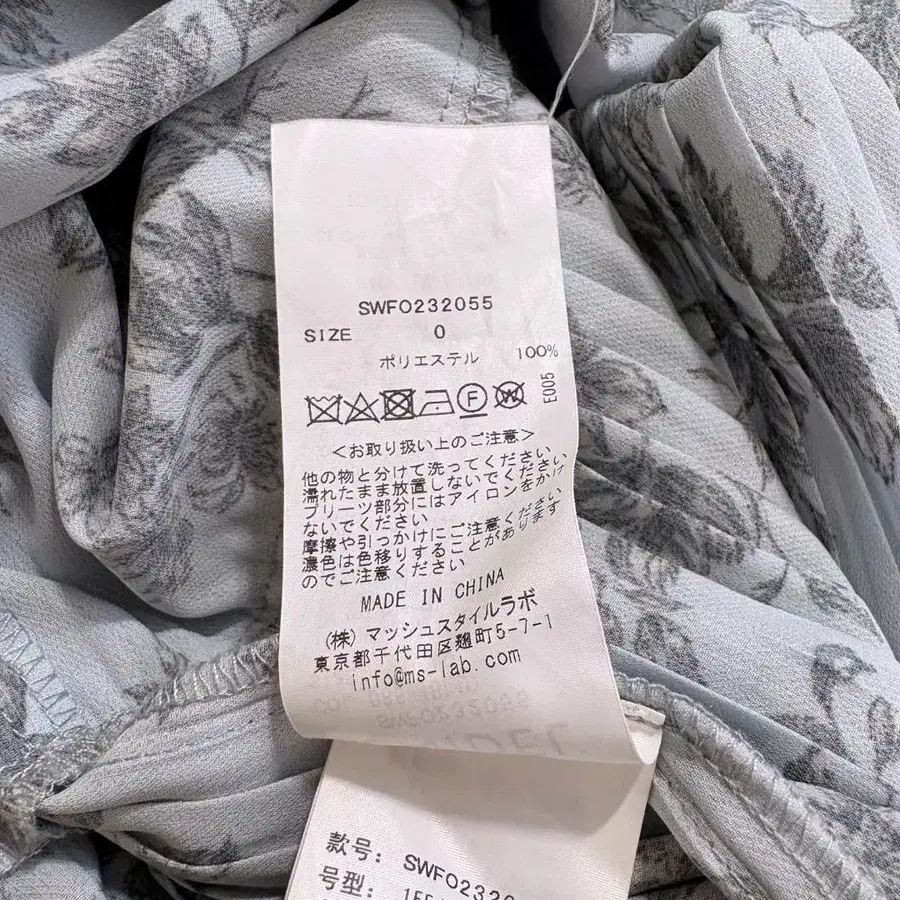 SWFO232055
SIZE 0
ポリエステル 100%
E005
F
W
＜お取り扱い上のご注意＞
他の物と分けて洗ってください
濡れたまま放置しないでください
プリーツ部分にはアイロンをかけ
ないでください
摩擦や引っかけにご注意ください
濃色は色移りすることがあります
のでご注意ください
MADE IN CHINA
(株)マッシュスタイルラボ
東京都千代田区麹町5-7-1
info@ms-lab.com
款号: SWFO2320
号型: 155